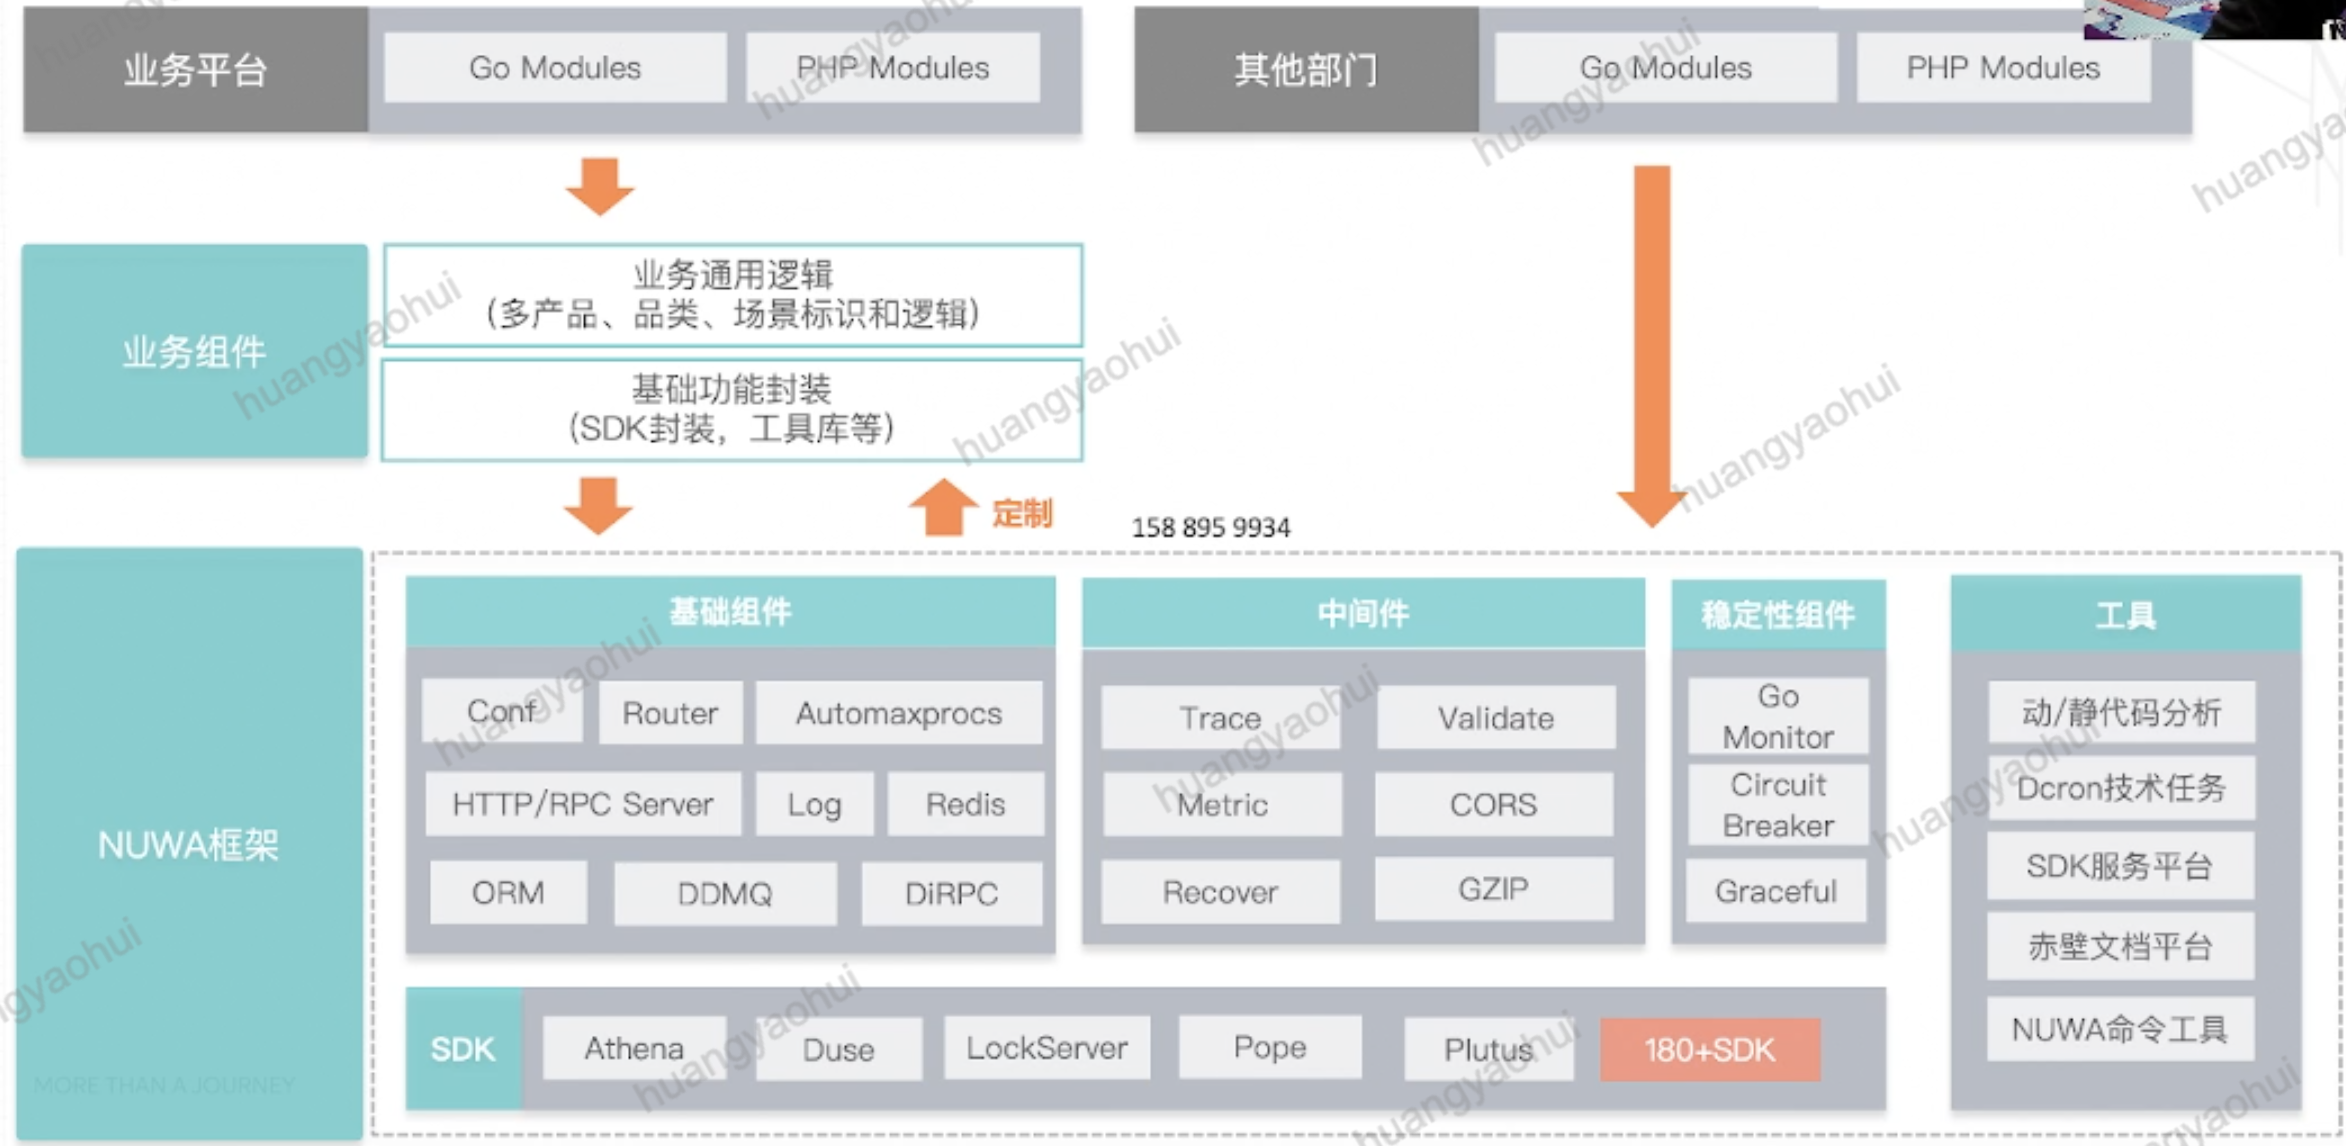 业务平台
Go Modules
PHP Modules
其他部门
Go Modules
PHP Modules
业务组件
业务通用逻辑
(多产品、品类、场景标识和逻辑)
基础功能封装
(SDK封装，工具库等)
定制
158 895 9934
NUWA框架
基础组件
Conf
Router
Automaxprocs
HTTP/RPC Server
Log
Redis
ORM
DDMQ
DiRPC
中间件
Trace
Validate
Metric
CORS
Recover
GZIP
稳定性组件
Go
Monitor
Circuit
Breaker
Graceful
工具
动/静代码分析
Dcron技术任务
SDK服务平台
赤壁文档平台
NUWA命令工具
SDK
Athena
Duse
LockServer
Pope
Plutus
180+SDK
MORE THAN A JOURNEY
huangyaohui